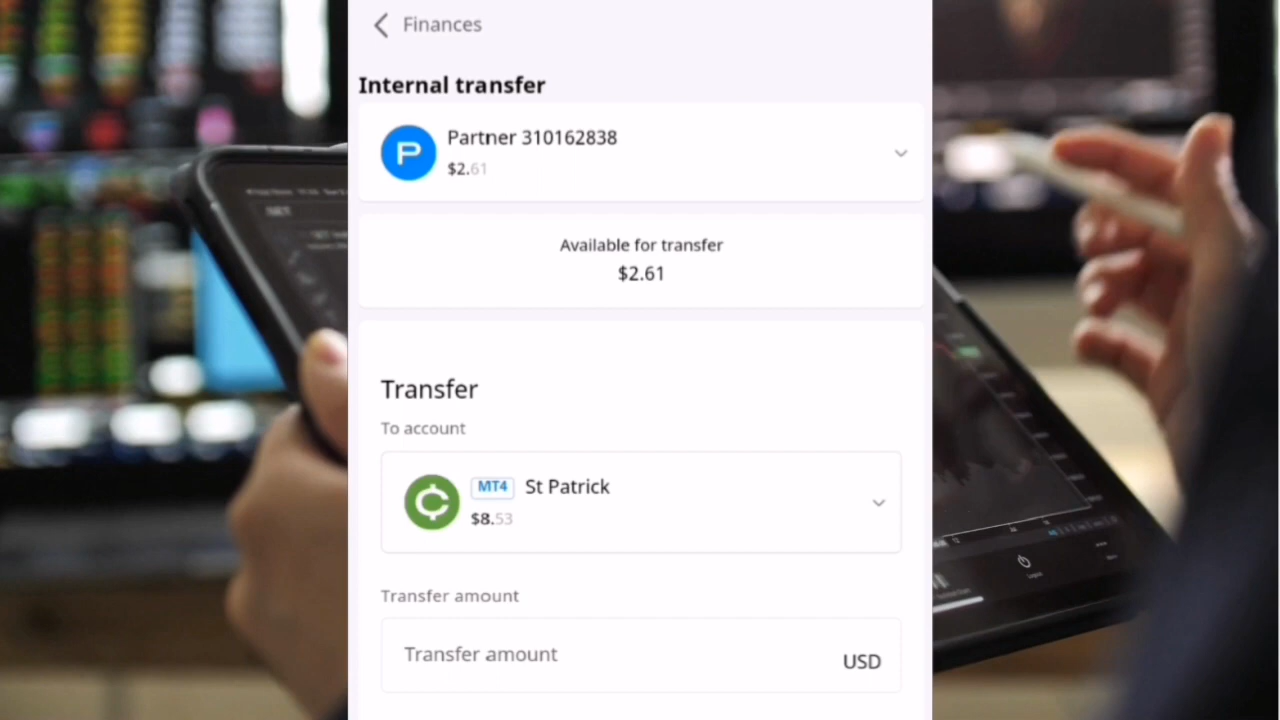 Finances
Internal transfer
P
Partner 310162838
$2.61
Available for transfer
$2.61
Transfer
To account
MT4 St Patrick
$8.53
Transfer amount
Transfer amount
USD